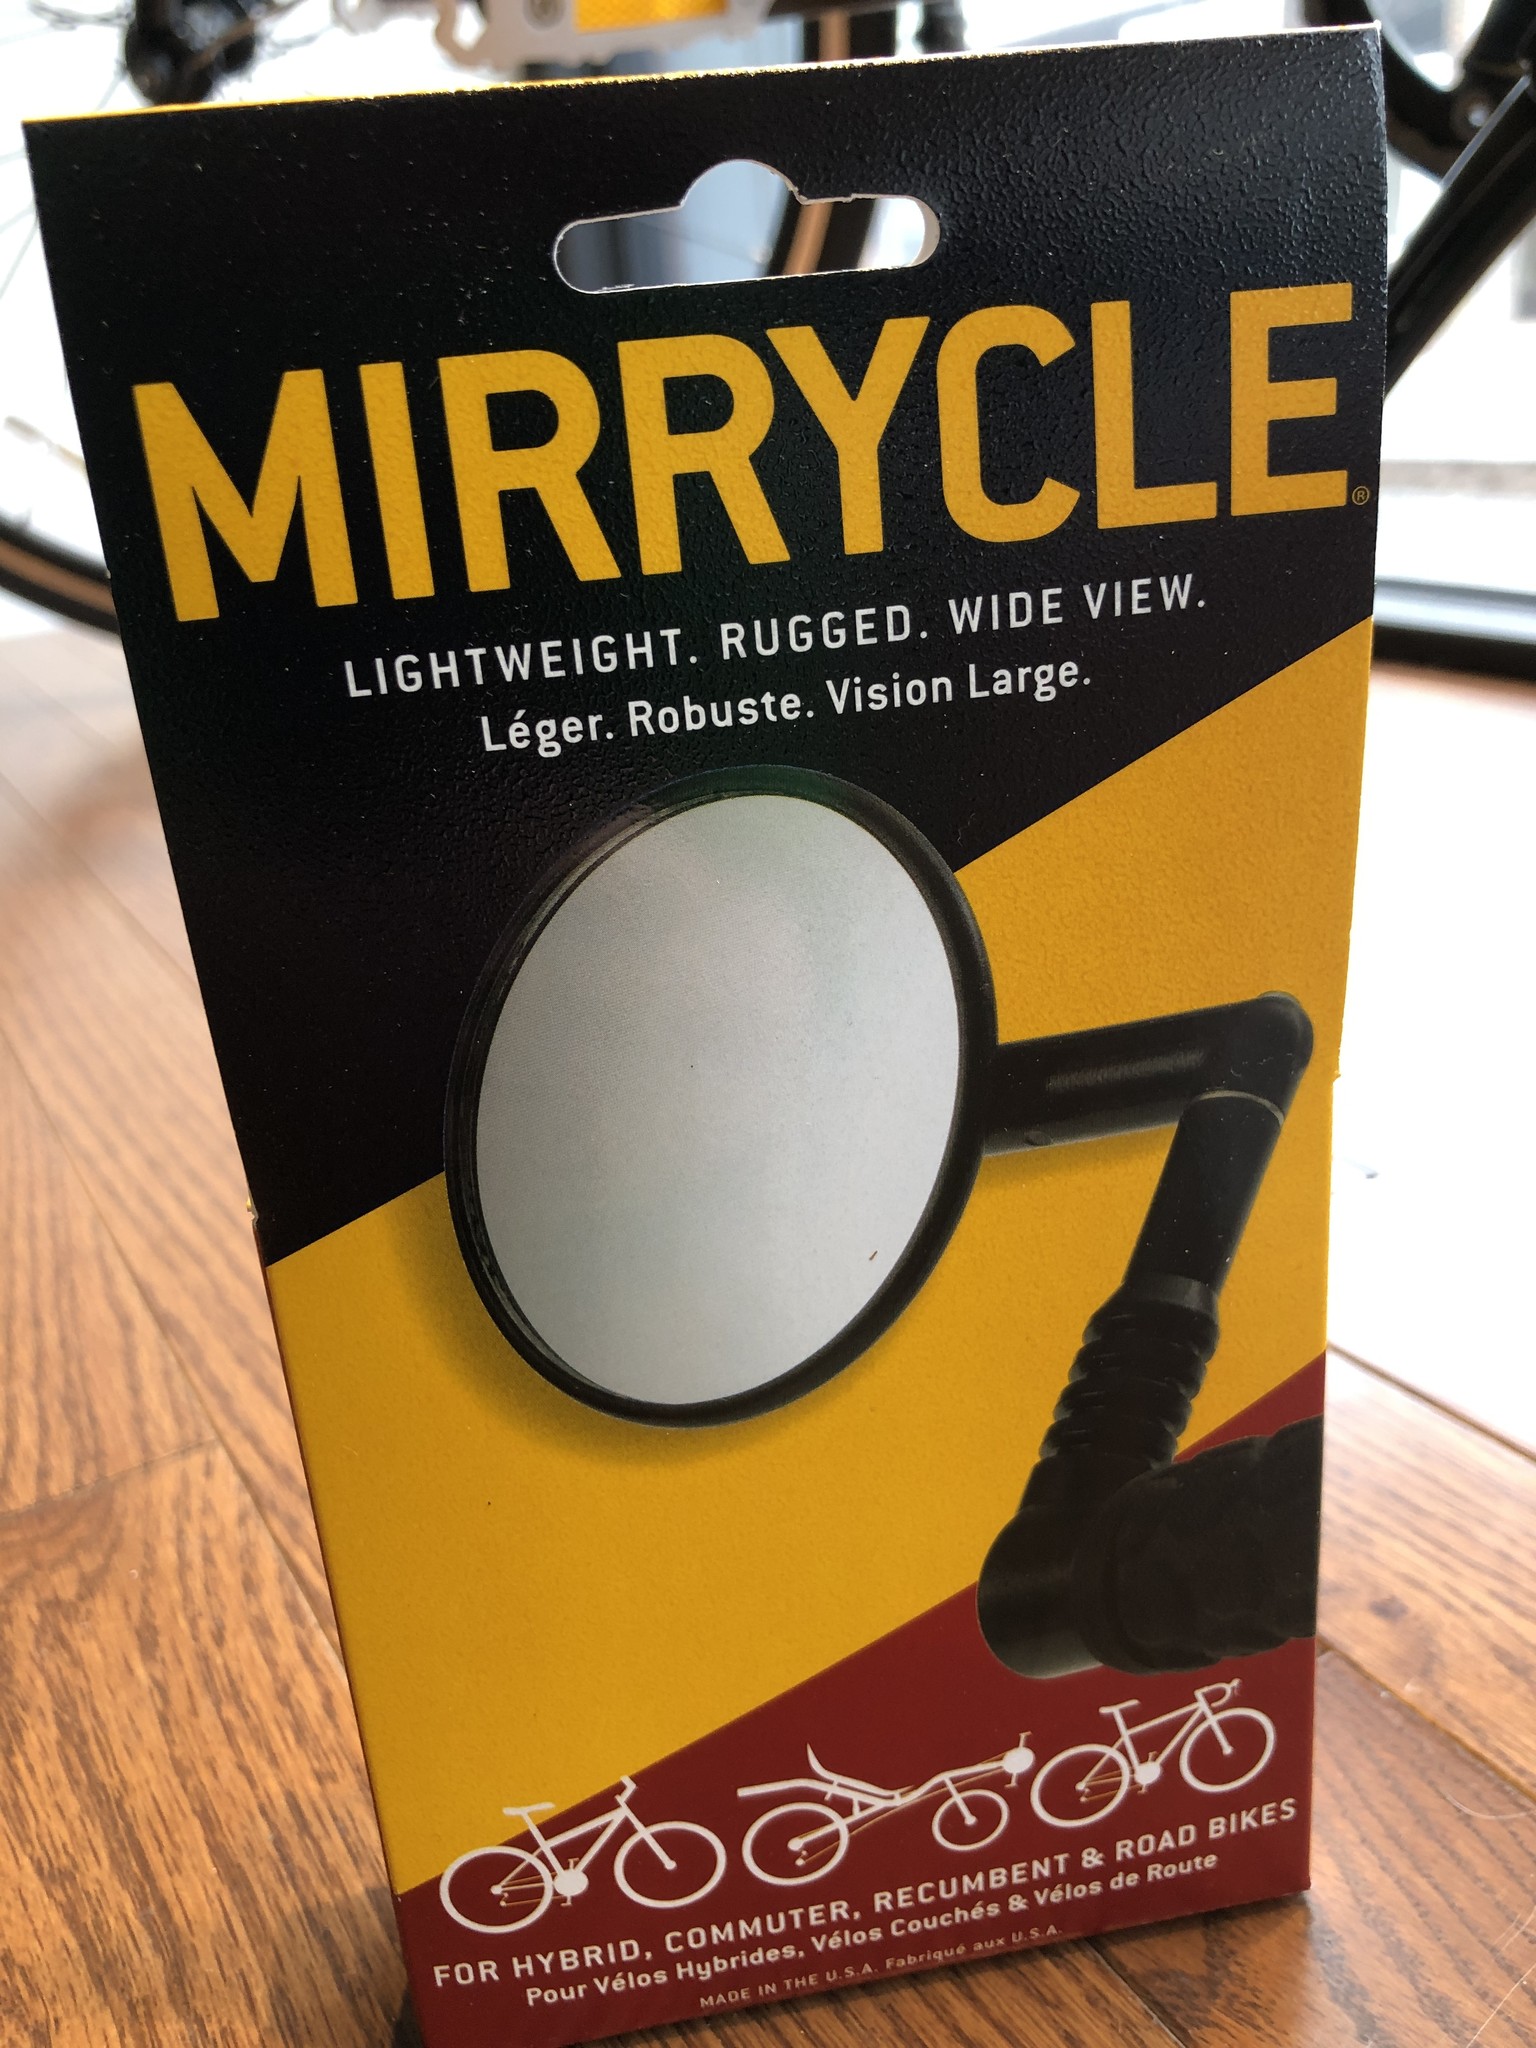 MIRRYCLE®
LIGHTWEIGHT. RUGGED. WIDE VIEW.
Léger. Robuste. Vision Large.
FOR HYBRID, COMMUTER, RECUMBENT & ROAD BIKES
Pour Vélos Hybrides, Vélos Couchés & Vélos de Route
MADE IN THE U.S.A. Fabriqué aux U.S.A.